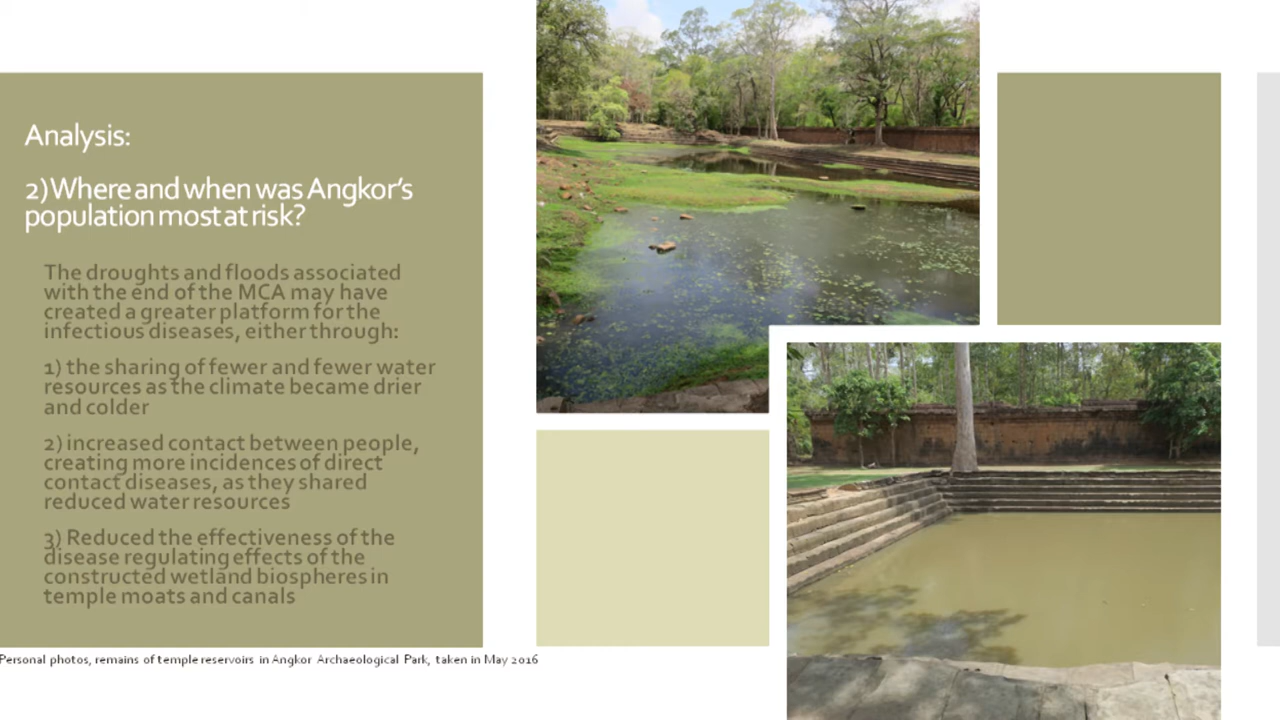 Analysis:
2) Where and when was Angkor's
population most at risk?
The droughts and floods associated
with the end of the MCA may have
created a greater platform for the
infectious diseases, either through:
1) the sharing of fewer and fewer water
resources as the climate became drier
and colder
2) increased contact between people,
creating more incidences of direct
contact diseases, as they shared
reduced water resources
3) Reduced the effectiveness of the
disease regulating effects of the
constructed wetland biospheres in
temple moats and canals
Personal photos, remains of temple reservoirs in Angkor Archaeological Park, taken in May 2016